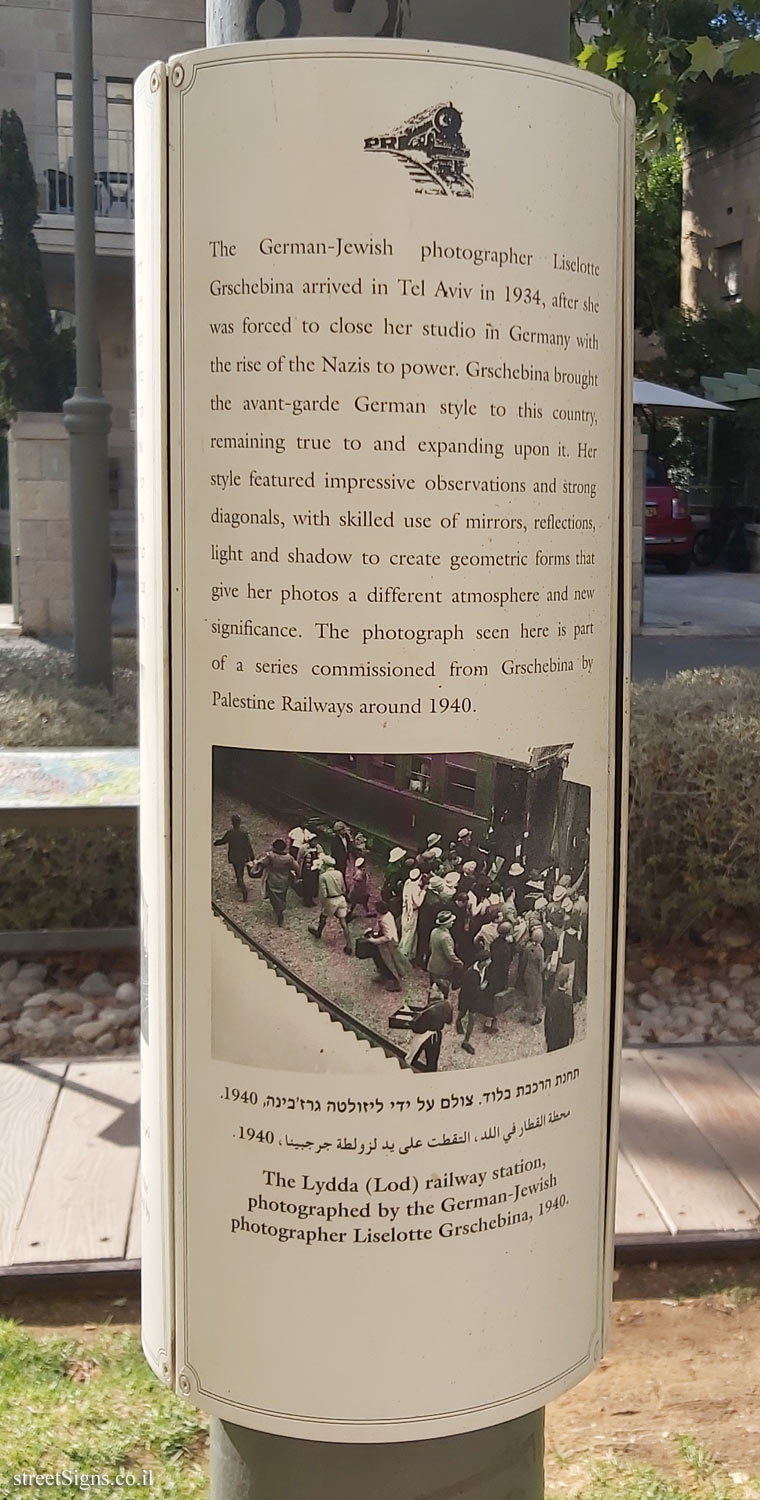 PR
The German-Jewish photographer Liselotte
Grschebina arrived in Tel Aviv in 1934, after she
was forced to close her studio in Germany with
the rise of the Nazis to power. Grschebina brought
the avant-garde German style to this country,
remaining true to and expanding upon it. Her
style featured impressive observations and strong
diagonals, with skilled use of mirrors, reflections,
light and shadow to create geometric forms that
give her photos a different atmosphere and new
significance. The photograph seen here is part
of a series commissioned from Grschebina by
Palestine Railways around 1940.
תחנת הרכבת בלוד. צולם על ידי ליזולטה גרז'בינה, 1940.
محطة القطار في اللد، التقطت على يد لزولطة جرجبينا، 1940.
The Lydda (Lod) railway station,
photographed by the German-Jewish
photographer Liselotte Grschebina, 1940.
streetSigns.co.il